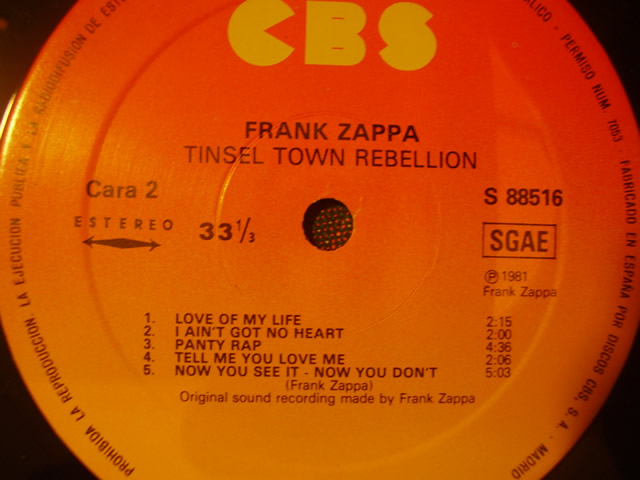 CBS
FRANK ZAPPA
TINSEL TOWN REBELLION
Cara 2
S 88516
ESTEREO
33 1/3
SGAE
Ⓟ 1981
Frank Zappa
1. LOVE OF MY LIFE 2:15
2. I AIN'T GOT NO HEART 2:00
3. PANTY RAP 4:36
4. TELL ME YOU LOVE ME 2:06
5. NOW YOU SEE IT - NOW YOU DON'T 5:03
(Frank Zappa)
Original sound recording made by Frank Zappa
PROHIBIDA LA REPRODUCCION, LA EJECUCION PUBLICA Y LA RADIODIFUSION DE ESTE
PERMISO NUM. 7053 FABRICADO EN ESPAÑA POR DISCOS CBS, S. A. - MADRID